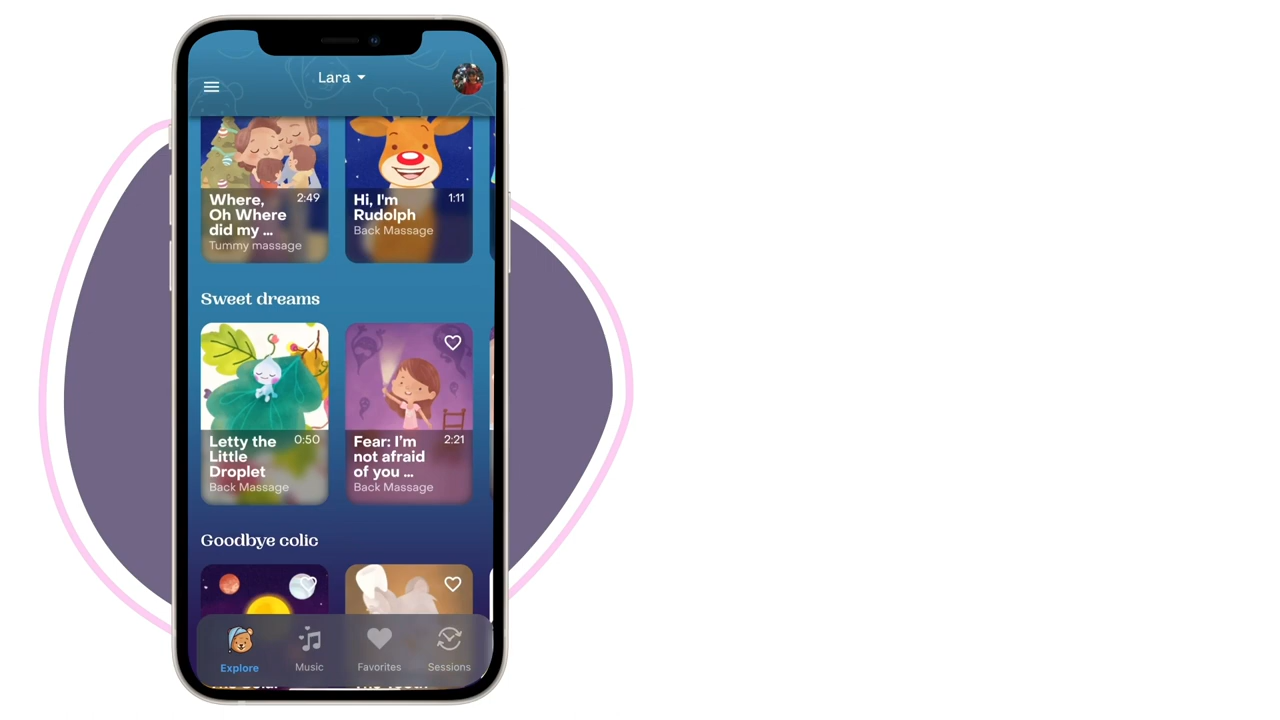 Lara
Where, 2:49
Oh Where
did my ...
Tummy massage
Hi, I'm 1:11
Rudolph
Back Massage
Sweet dreams
Letty the 0:50
Little
Droplet
Back Massage
Fear: I'm 2:21
not afraid
of you ...
Back Massage
Goodbye colic
Explore
Music
Favorites
Sessions